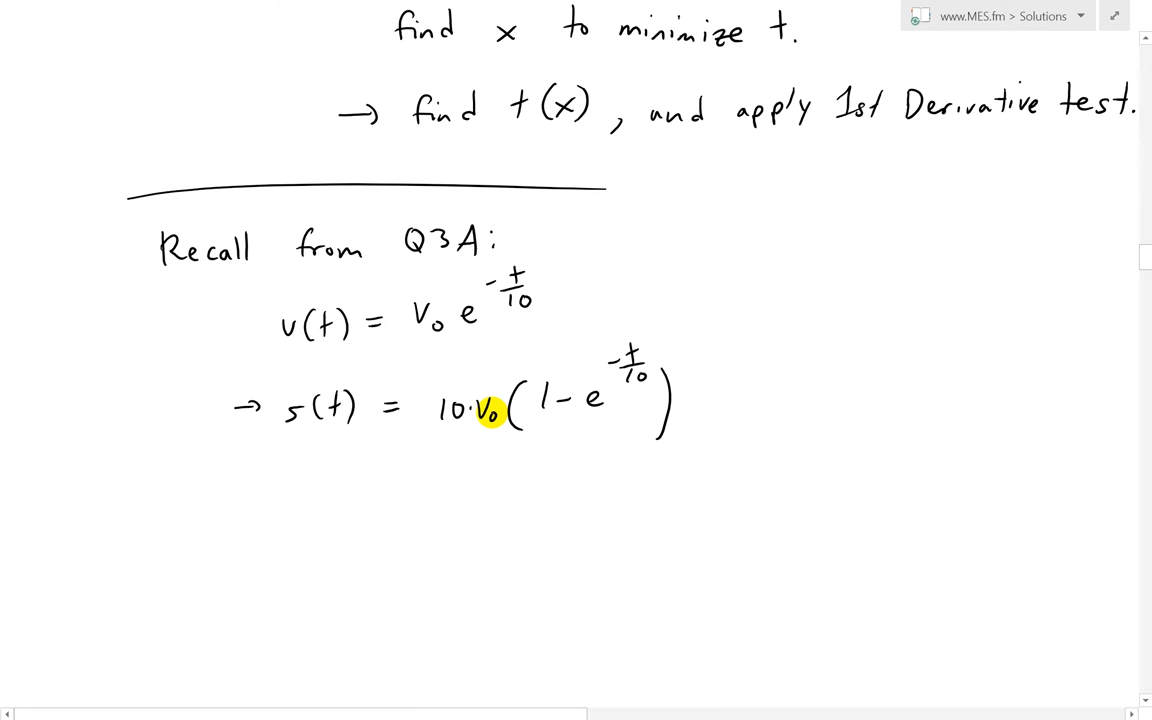 find x to minimize t.
www.MES.fm > Solutions
→ find t(x), and apply 1st Derivative test.
Recall from Q3A:
v(t) = V₀ e^(-t/10)
→ s(t) = 10·V₀(1 - e^(-t/10))